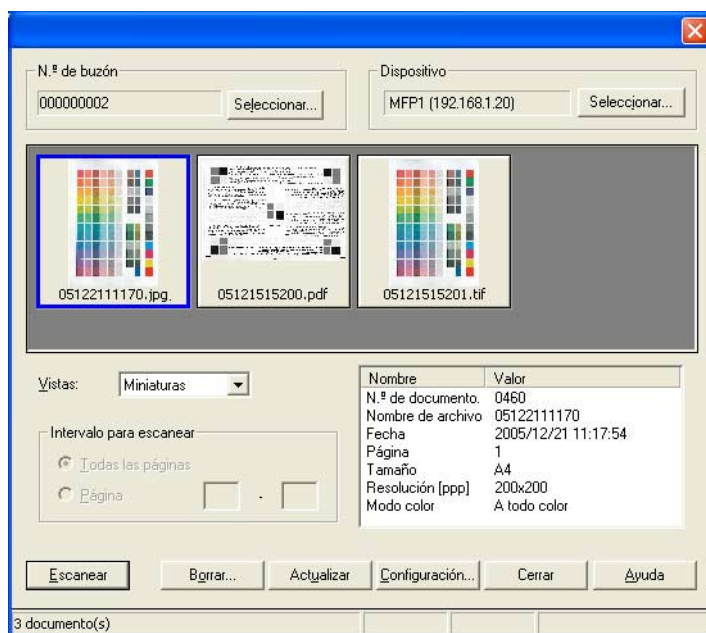 N.º de buzón
000000002
Seleccionar...
Dispositivo
MFP1 (192.168.1.20)
Seleccionar...
05122111170.jpg
05121515200.pdf
05121515201.tif
Vistas:
Miniaturas
Intervalo para escanear
Todas las páginas
Página
-
Nombre Valor
N.º de documento. 0460
Nombre de archivo 05122111170
Fecha 2005/12/21 11:17:54
Página 1
Tamaño A4
Resolución [ppp] 200x200
Modo color A todo color
Escanear
Borrar...
Actualizar
Configuración...
Cerrar
Ayuda
3 documento(s)